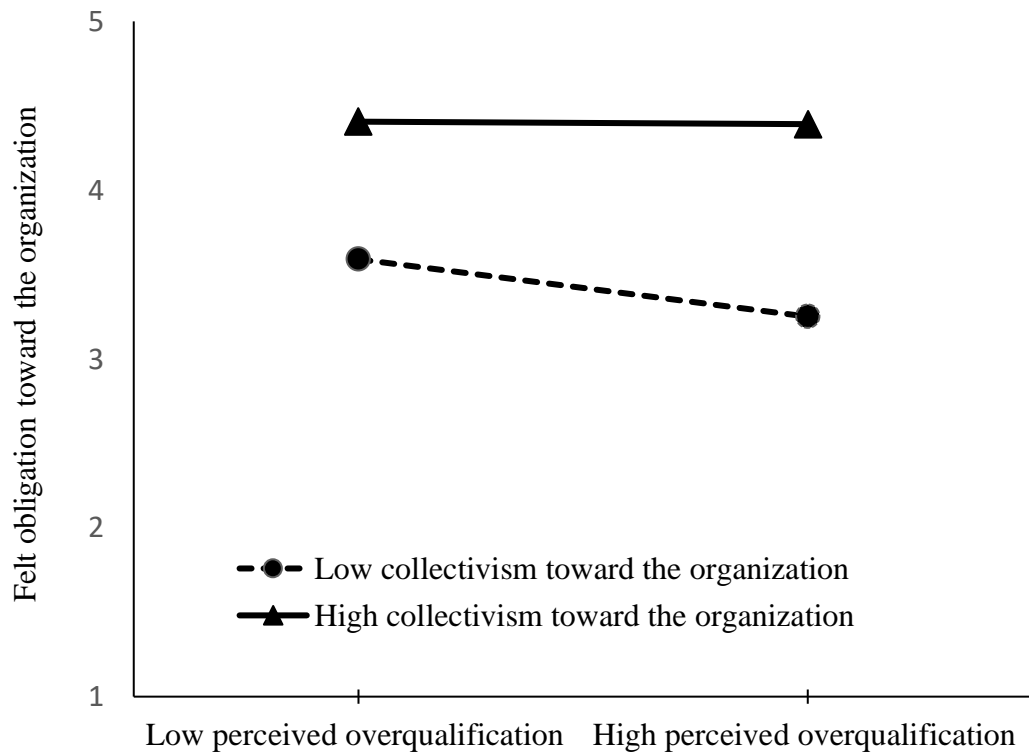 5
4
3
2
1
Felt obligation toward the organization
Low collectivism toward the organization
High collectivism toward the organization
Low perceived overqualification
High perceived overqualification